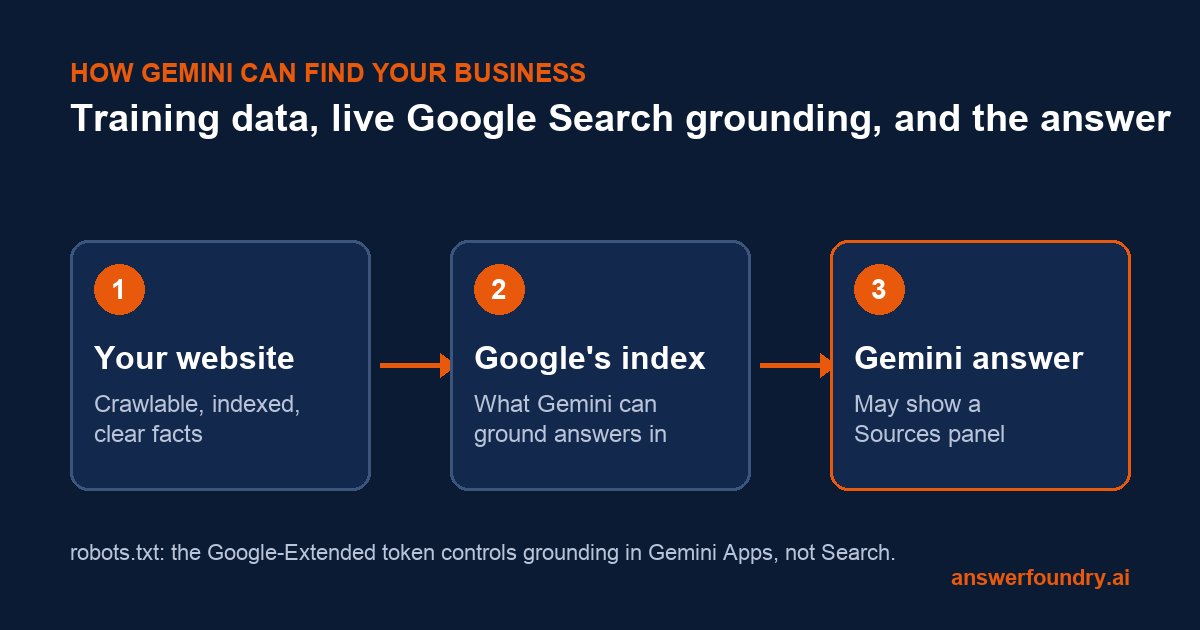 HOW GEMINI CAN FIND YOUR BUSINESS
Training data, live Google Search grounding, and the answer
1
Your website
Crawlable, indexed,
clear facts
2
Google's index
What Gemini can
ground answers in
3
Gemini answer
May show a
Sources panel
robots.txt: the Google-Extended token controls grounding in Gemini Apps, not Search.
answerfoundry.ai